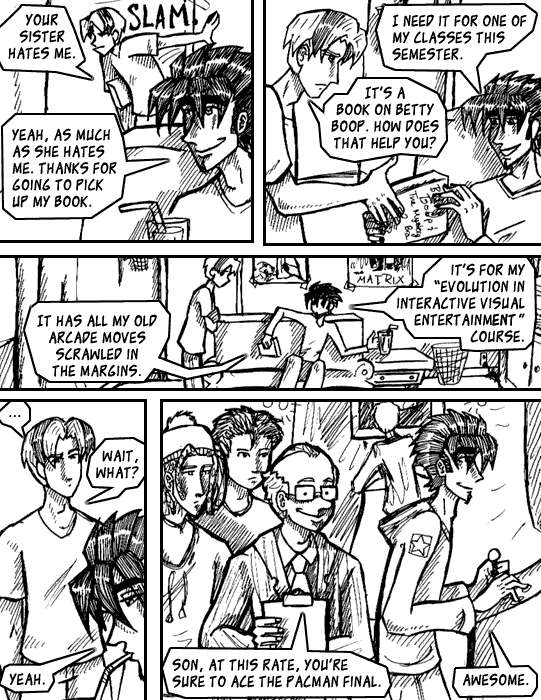 YOUR
SISTER
HATES ME.
SLAM!
YEAH, AS MUCH
AS SHE HATES
ME. THANKS FOR
GOING TO PICK
UP MY BOOK.
I NEED IT FOR ONE OF
MY CLASSES THIS
SEMESTER.
IT'S A
BOOK ON BETTY
BOOP. HOW DOES
THAT HELP YOU?
MATRIX
IT'S FOR MY
"EVOLUTION IN
INTERACTIVE VISUAL
ENTERTAINMENT"
COURSE.
IT HAS ALL MY OLD
ARCADE MOVES
SCRAWLED IN
THE MARGINS.
...
WAIT,
WHAT?
YEAH.
SON, AT THIS RATE, YOU'RE
SURE TO ACE THE PACMAN FINAL.
AWESOME.